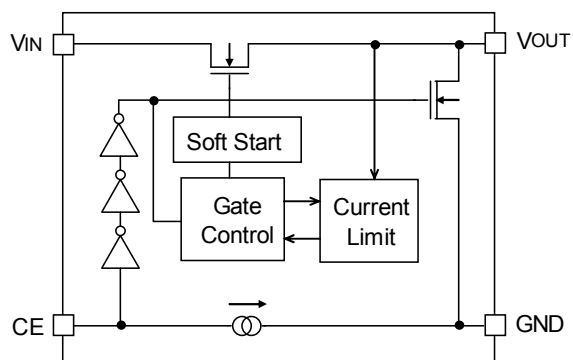 VIN
VOUT
Soft Start
Gate
Control
Current
Limit
CE
GND